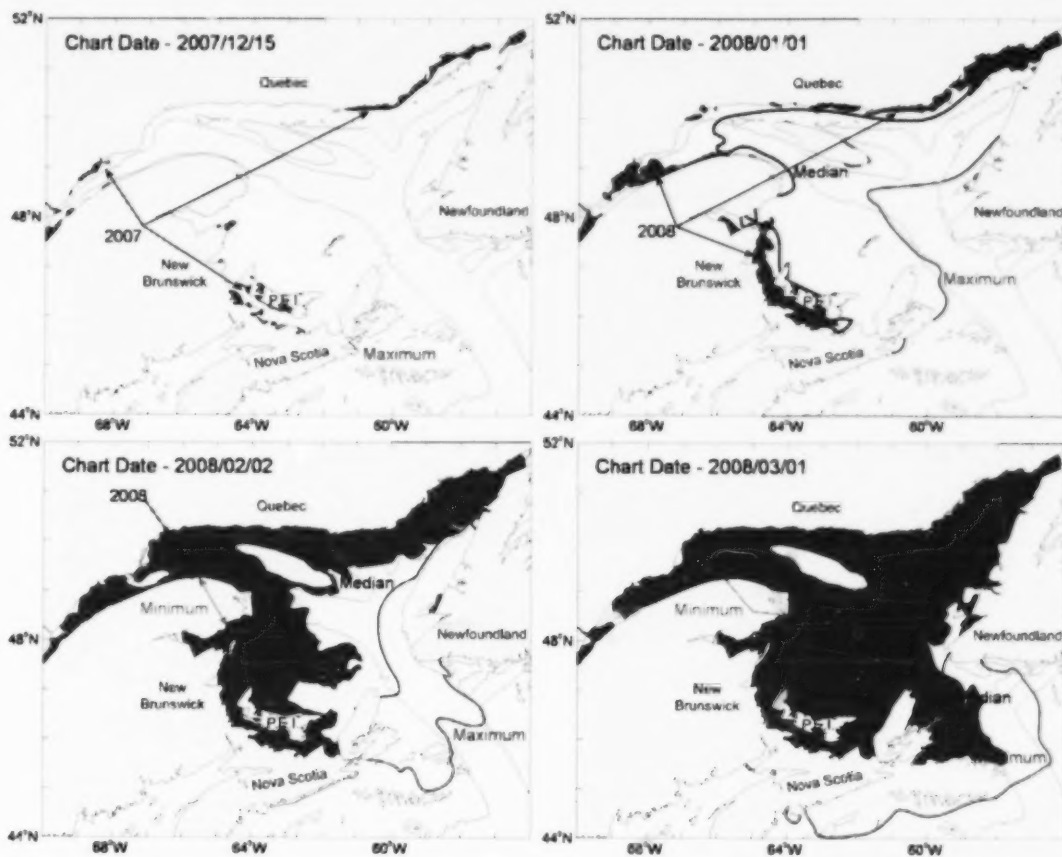 52°N
Chart Date - 2007/12/15
Quebec
48°N
2007
Newfoundland
New
Brunswick
P E I
Nova Scotia
Maximum
44°N
68°W
64°W
60°W
Chart Date - 2008/01/01
52°N
Quebec
Median
48°N
2008
Newfoundland
New
Brunswick
P E I
Maximum
Nova Scotia
44°N
68°W
64°W
60°W
52°N
Chart Date - 2008/02/02
2008
Quebec
Median
Minimum
48°N
Newfoundland
New
Brunswick
P E I
Maximum
Nova Scotia
44°N
68°W
64°W
60°W
52°N
Chart Date - 2008/03/01
Quebec
Minimum
48°N
Newfoundland
New
Brunswick
P E I
Nova Scotia
44°N
68°W
64°W
60°W